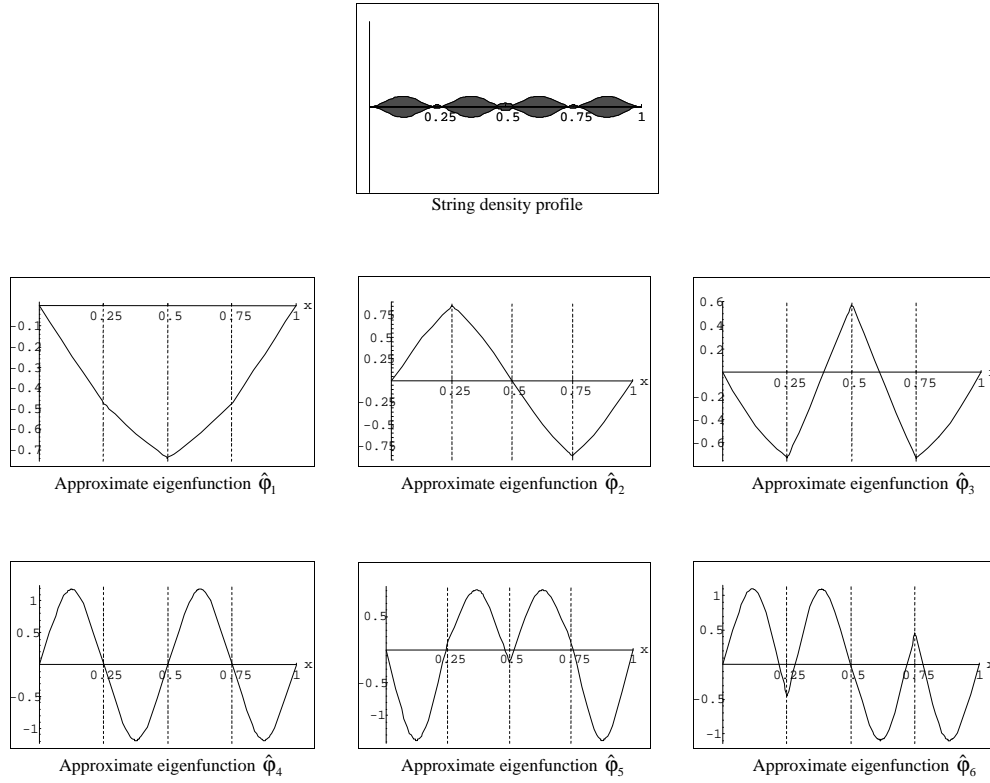 0.25 0.5 0.75 1
String density profile
0.25 0.5 0.75 1 x
-0.1
-0.2
-0.3
-0.4
-0.5
-0.6
-0.7
Approximate eigenfunction φ̂1
0.75
0.5
0.25
0.25 0.5 0.75 1 x
-0.25
-0.5
-0.75
Approximate eigenfunction φ̂2
0.6
0.4
0.2
0.25 0.5 0.75 1
-0.2
-0.4
-0.6
Approximate eigenfunction φ̂3
1
0.5
0.25 0.5 0.75 1 x
-0.5
-1
Approximate eigenfunction φ̂4
0.5
0.25 0.5 0.75 1 x
-0.5
-1
Approximate eigenfunction φ̂5
1
0.5
0.25 0.5 0.75 1
-0.5
-1
Approximate eigenfunction φ̂6